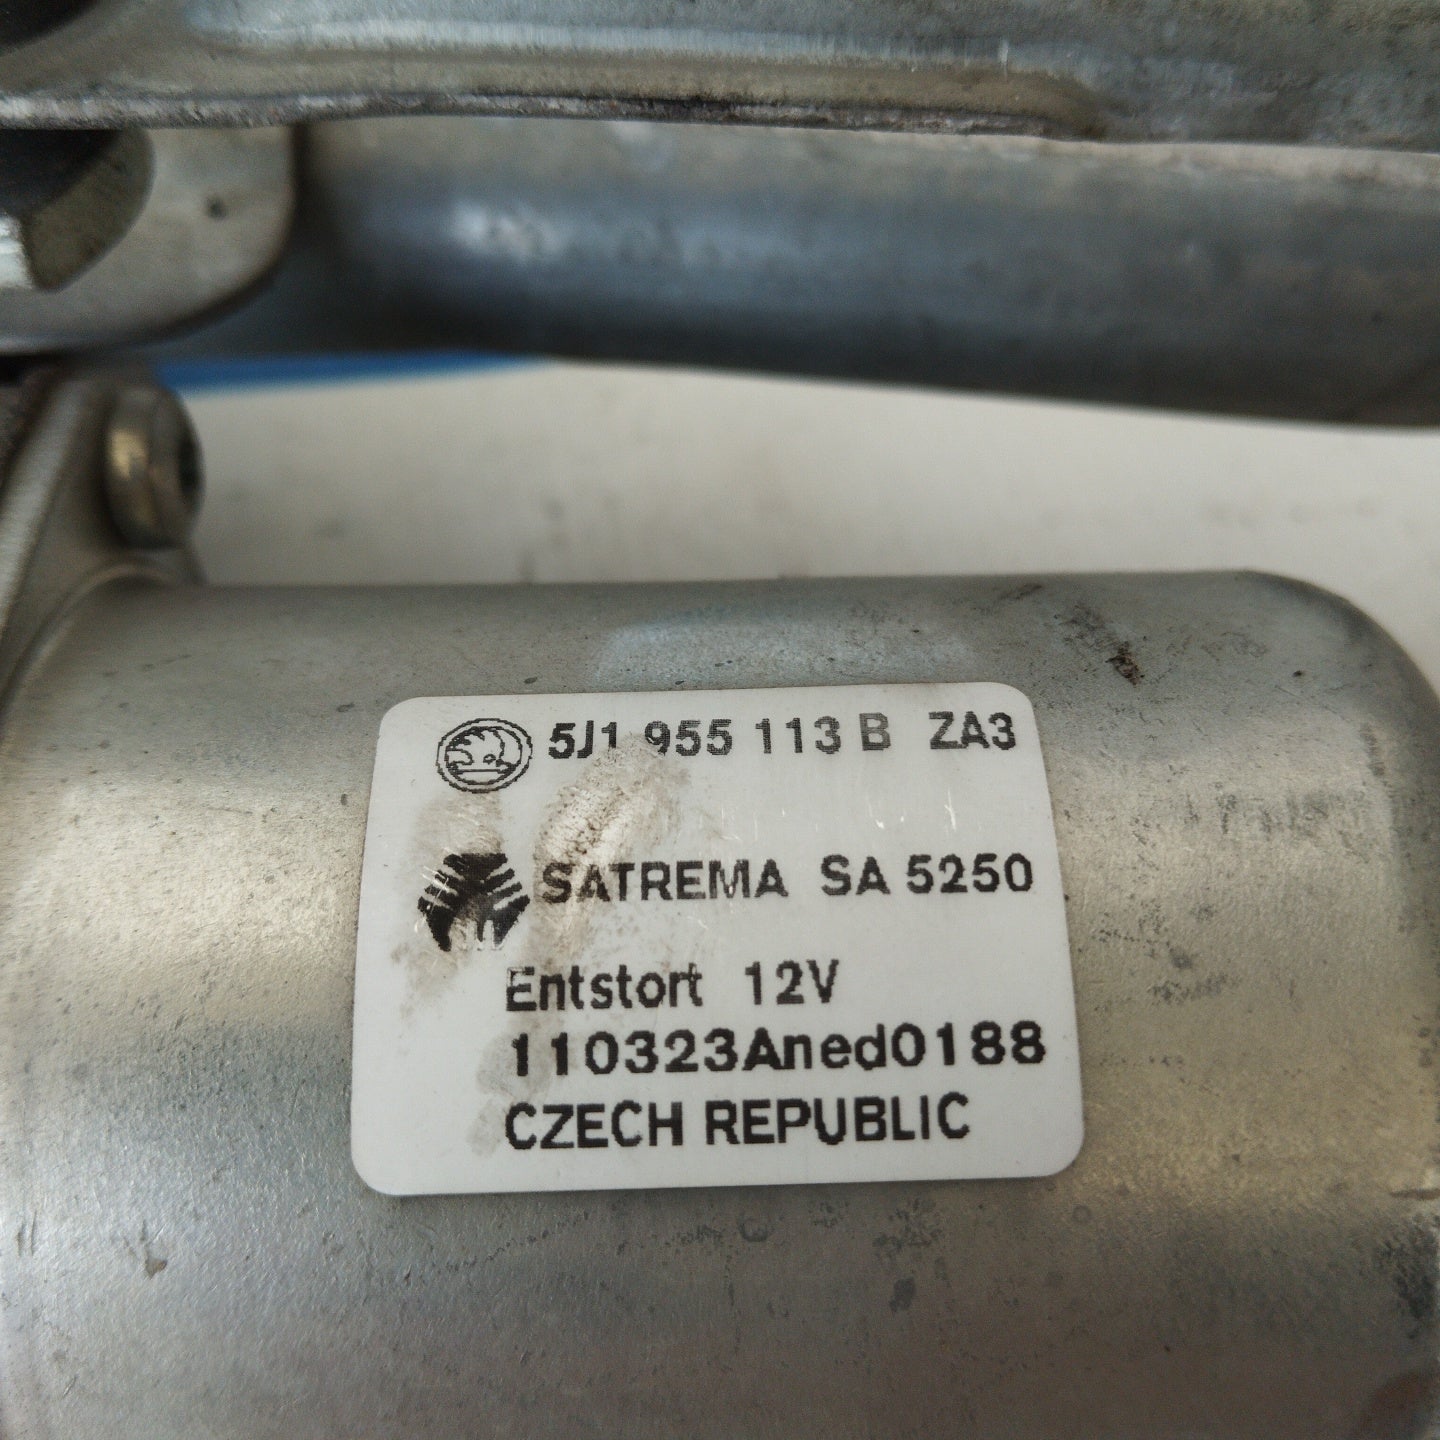 5J1 955 113 B ZA3
SATREMA SA 5250
Entstort 12V
110323Aned0188
CZECH REPUBLIC